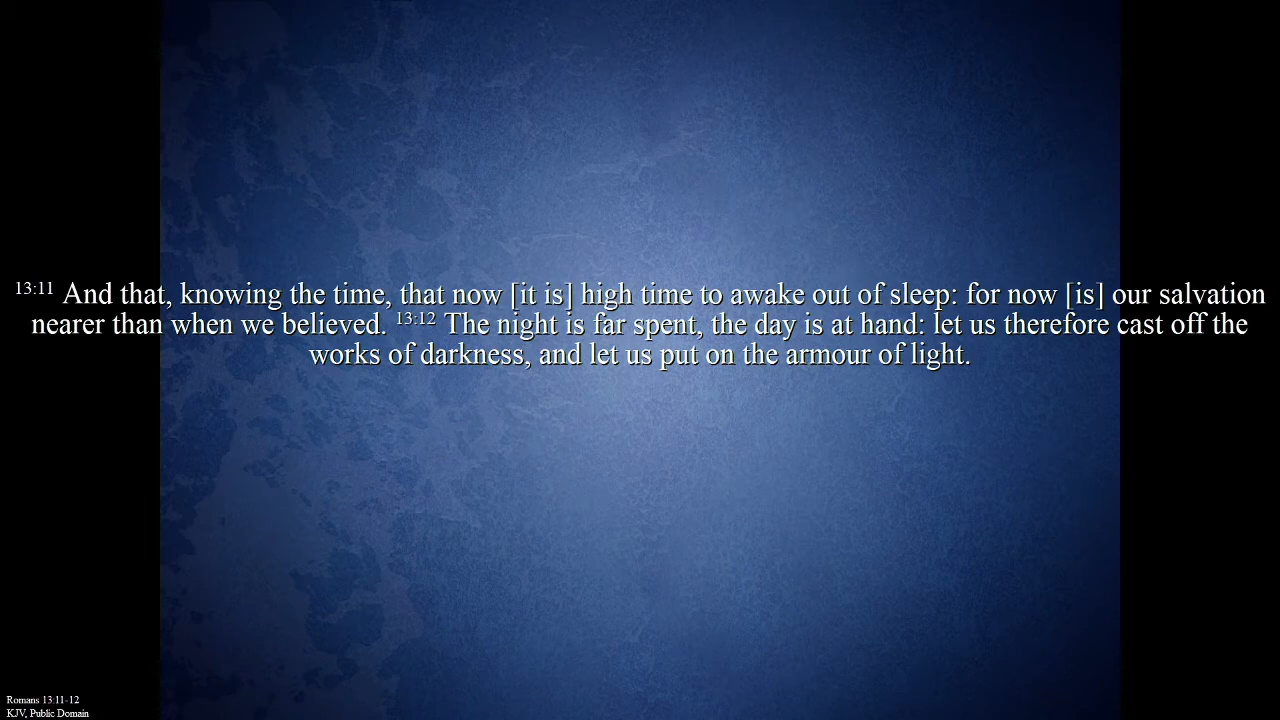 13:11 And that, knowing the time, that now [it is] high time to awake out of sleep: for now [is] our salvation
nearer than when we believed. 13:12 The night is far spent, the day is at hand: let us therefore cast off the
works of darkness, and let us put on the armour of light.
Romans 13:11-12
KJV, Public Domain